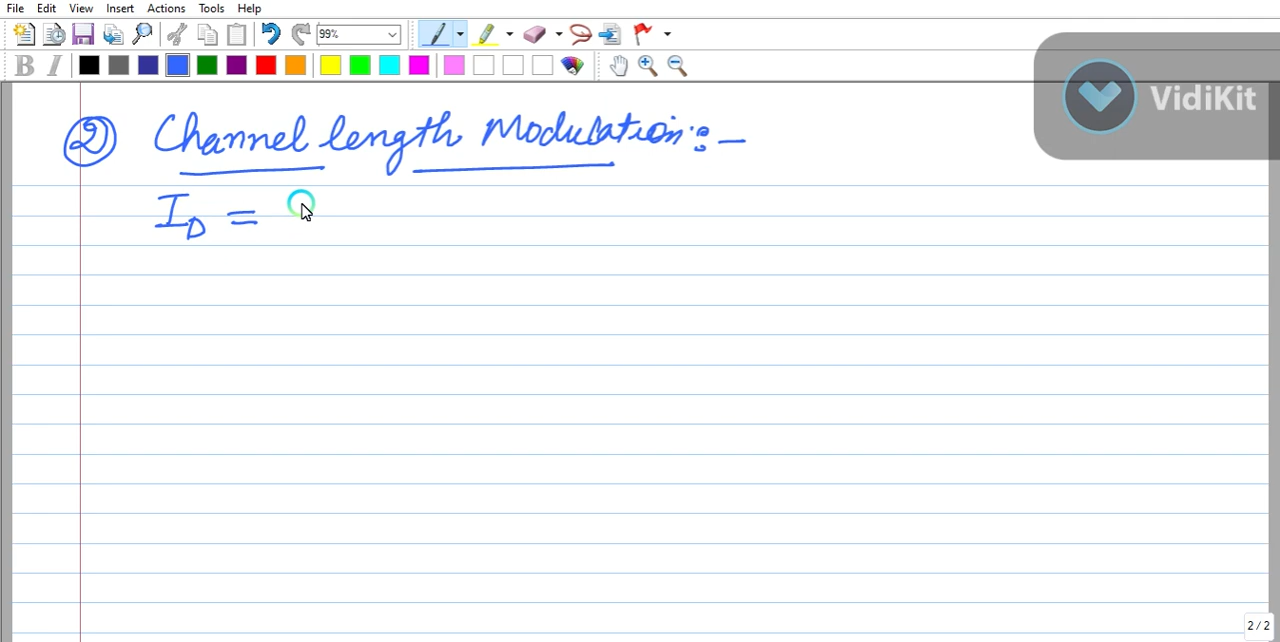 File Edit View Insert Actions Tools Help
99%
B I
VidiKit
② Channel length Modulation:-
I_D =
2 / 2